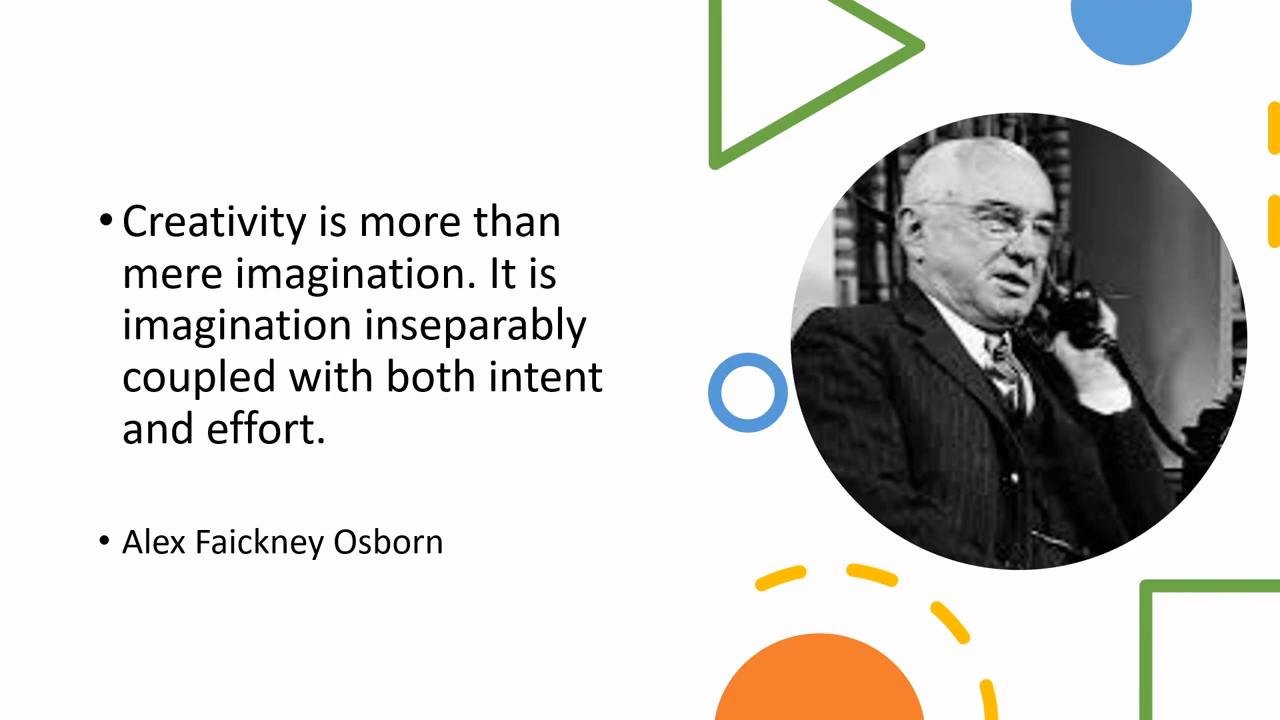 • Creativity is more than
mere imagination. It is
imagination inseparably
coupled with both intent
and effort.
• Alex Faickney Osborn